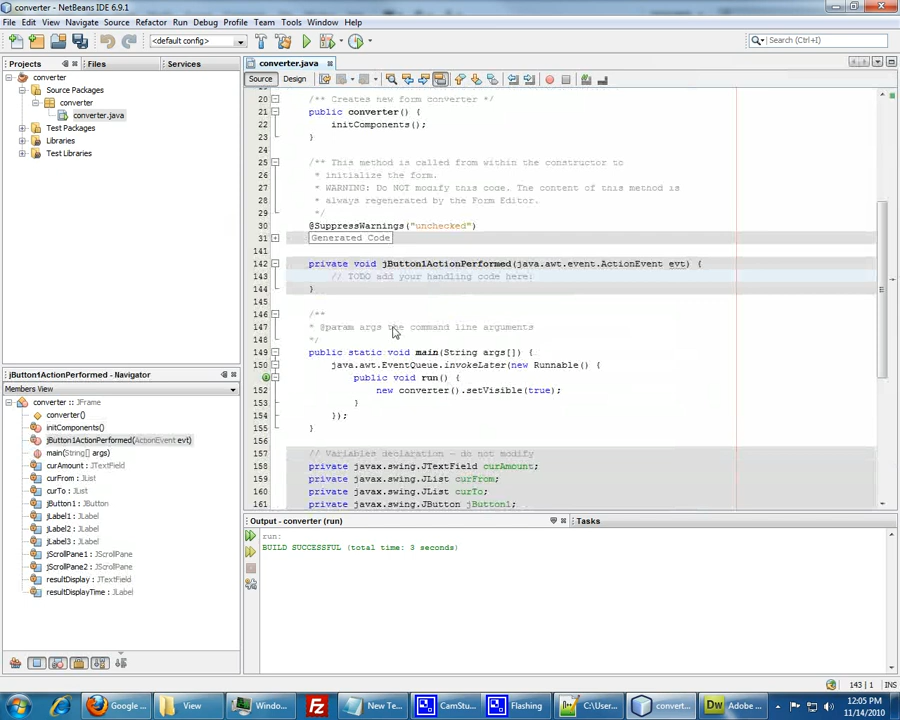 converter - NetBeans IDE 6.9.1
File Edit View Navigate Source Refactor Run Debug Profile Team Tools Window Help
<default config>
Search (Ctrl+I)
Projects
Files
Services
converter
Source Packages
converter
converter.java
Test Packages
Libraries
Test Libraries
converter.java
Source Design
20 /** Creates new form converter */
21 public converter() {
22 initComponents();
23 }
24
25 /** This method is called from within the constructor to
26 * initialize the form.
27 * WARNING: Do NOT modify this code. The content of this method is
28 * always regenerated by the Form Editor.
29 */
30 @SuppressWarnings("unchecked")
31 Generated Code
141
142 private void jButton1ActionPerformed(java.awt.event.ActionEvent evt) {
143 // TODO add your handling code here:
144 }
145
146 /**
147 * @param args the command line arguments
148 */
149 public static void main(String args[]) {
150 java.awt.EventQueue.invokeLater(new Runnable() {
public void run() {
152 new converter().setVisible(true);
153 }
154 });
155 }
156
157 // Variables declaration - do not modify
158 private javax.swing.JTextField curAmount;
159 private javax.swing.JList curFrom;
160 private javax.swing.JList curTo;
161 private javax.swing.JButton jButton1;
jButton1ActionPerformed - Navigator
Members View
converter :: JFrame
converter()
initComponents()
jButton1ActionPerformed(ActionEvent evt)
main(String[] args)
curAmount : JTextField
curFrom : JList
curTo : JList
jButton1 : JButton
jLabel1 : JLabel
jLabel2 : JLabel
jLabel3 : JLabel
jScrollPane1 : JScrollPane
jScrollPane2 : JScrollPane
resultDisplay : JTextField
resultDisplayTime : JLabel
Output - converter (run)
Tasks
run:
BUILD SUCCESSFUL (total time: 3 seconds)
143 | 1 INS
Google ...
View
Windo...
New Te...
CamStu...
Flashing
C:\User...
convert...
Adobe ...
12:05 PM
11/14/2010